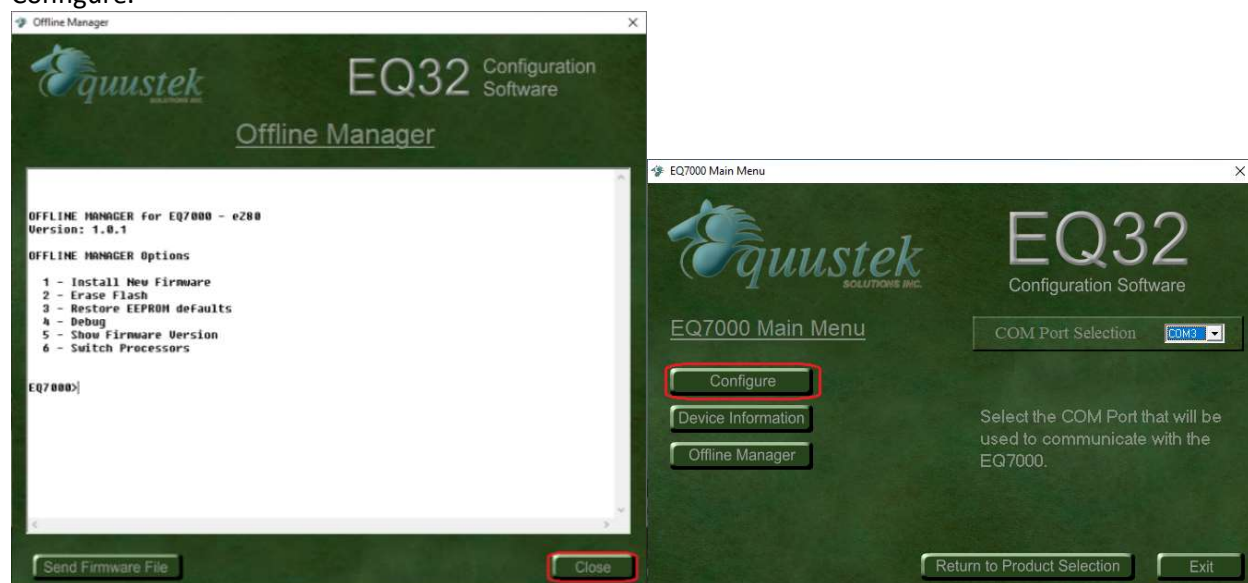 Configure.
Offline Manager
Equustek
SOLUTIONS INC.
EQ32 Configuration
Software
Offline Manager
OFFLINE MANAGER for EQ7000 - eZ80
Version: 1.0.1
OFFLINE MANAGER Options
1 - Install New Firmware
2 - Erase Flash
3 - Restore EEPROM defaults
4 - Debug
5 - Show Firmware Version
6 - Switch Processors
EQ7000>
Send Firmware File
Close
EQ7000 Main Menu
Equustek
SOLUTIONS INC.
EQ32
Configuration Software
EQ7000 Main Menu
COM Port Selection COM3
Configure
Device Information
Offline Manager
Select the COM Port that will be
used to communicate with the
EQ7000.
Return to Product Selection
Exit